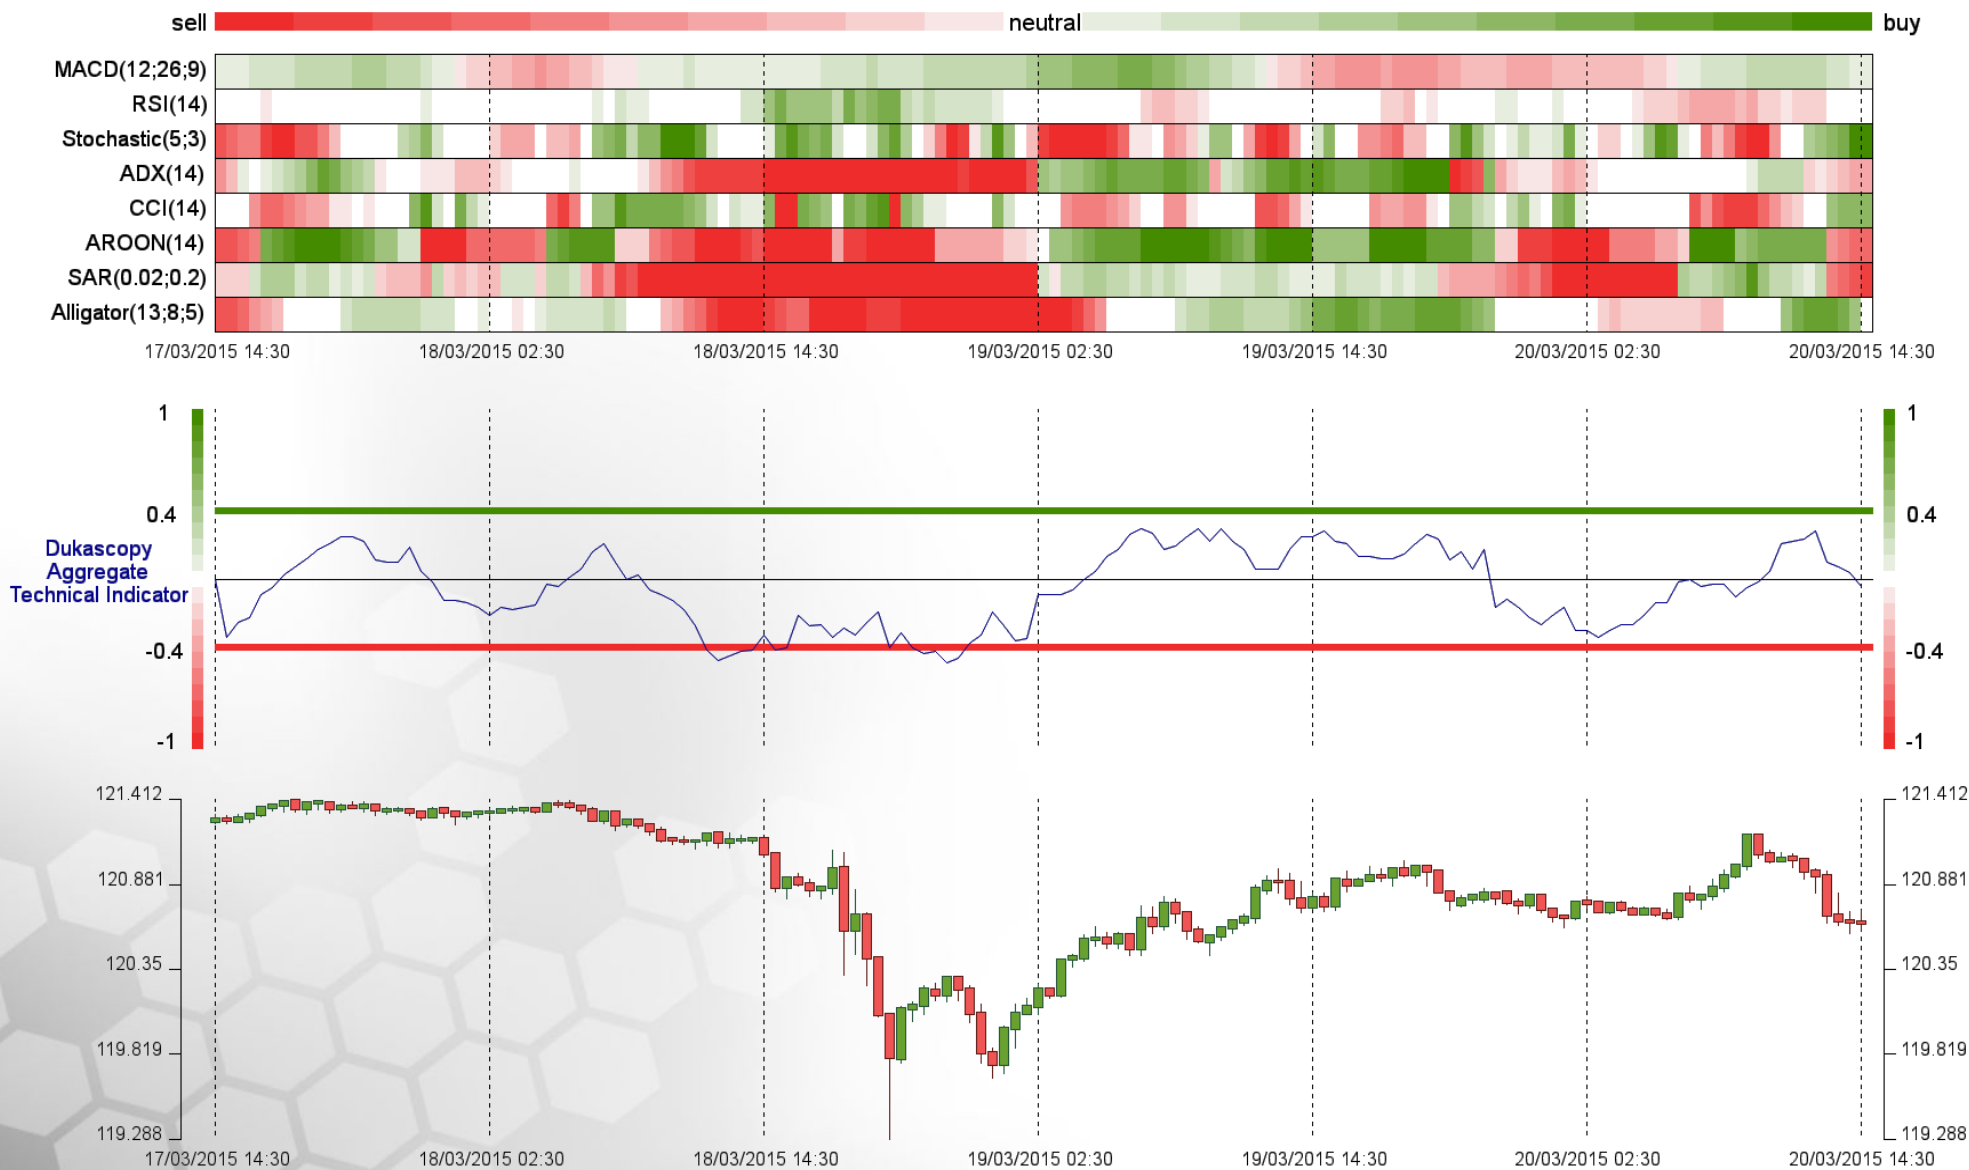 sell neutral buy
MACD(12;26;9)
RSI(14)
Stochastic(5;3)
ADX(14)
CCI(14)
AROON(14)
SAR(0.02;0.2)
Alligator(13;8;5)
17/03/2015 14:30 18/03/2015 02:30 18/03/2015 14:30 19/03/2015 02:30 19/03/2015 14:30 20/03/2015 02:30 20/03/2015 14:30
1 1
0.4 0.4
Dukascopy
Aggregate
Technical Indicator
-0.4 -0.4
-1 -1
121.412 121.412
120.881 120.881
120.35 120.35
119.819 119.819
119.288 119.288
17/03/2015 14:30 18/03/2015 02:30 18/03/2015 14:30 19/03/2015 02:30 19/03/2015 14:30 20/03/2015 02:30 20/03/2015 14:30